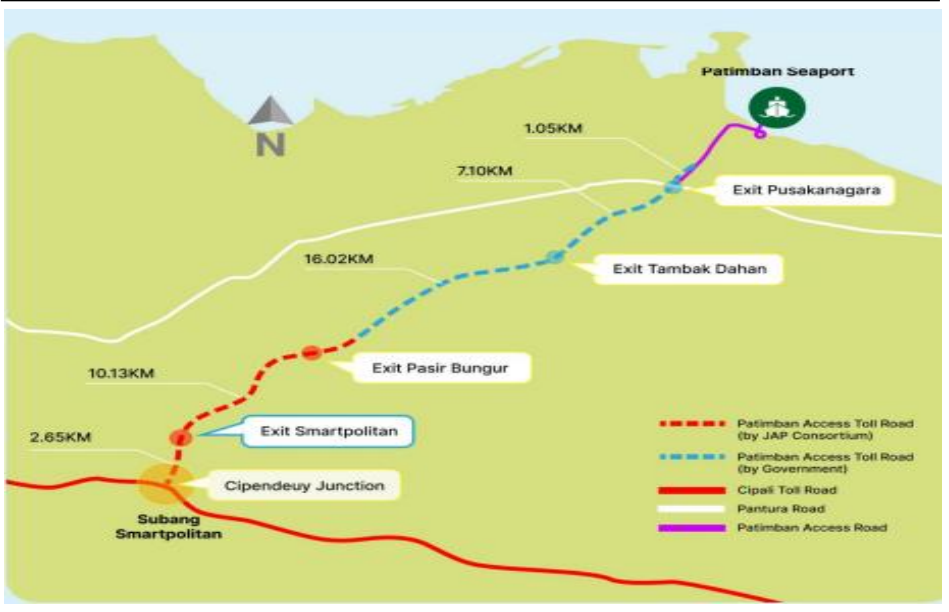 Patimban Seaport
N
1.05KM
7.10KM
Exit Pusakanagara
16.02KM
Exit Tambak Dahan
Exit Pasir Bungur
10.13KM
Exit Smartpolitan
2.65KM
Cipendeuy Junction
Subang
Smartpolitan
Patimban Access Toll Road
(by JAP Consortium)
Patimban Access Toll Road
(by Government)
Cipali Toll Road
Pantura Road
Patimban Access Road